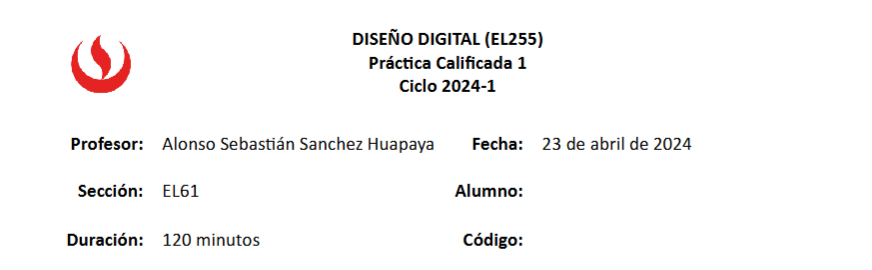 DISEÑO DIGITAL (EL255)
Práctica Calificada 1
Ciclo 2024-1
Profesor: Alonso Sebastián Sanchez Huapaya Fecha: 23 de abril de 2024
Sección: EL61 Alumno:
Duración: 120 minutos Código: